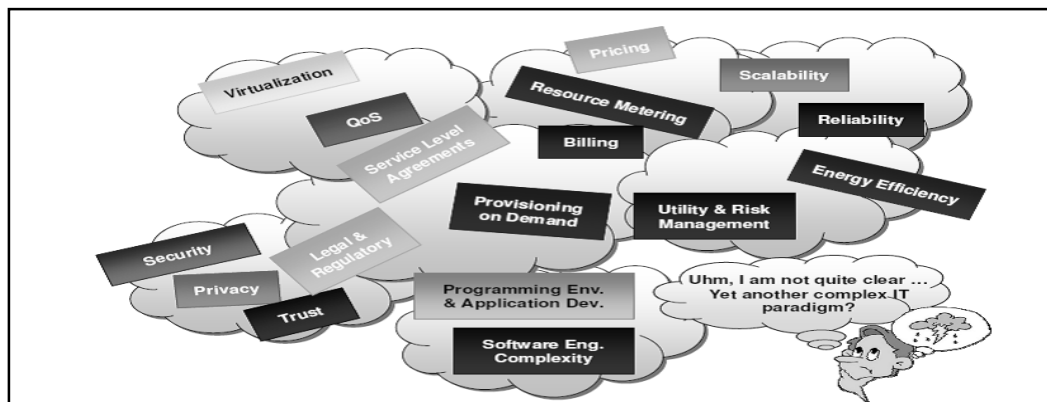 Pricing
Virtualization
Scalability
Resource Metering
QoS
Reliability
Billing
Service Level
Agreements
Energy Efficiency
Provisioning
on Demand
Utility & Risk
Management
Security
Legal &
Regulatory
Privacy
Trust
Programming Env.
& Application Dev.
Uhm, I am not quite clear …
Yet another complex IT
paradigm?
Software Eng.
Complexity